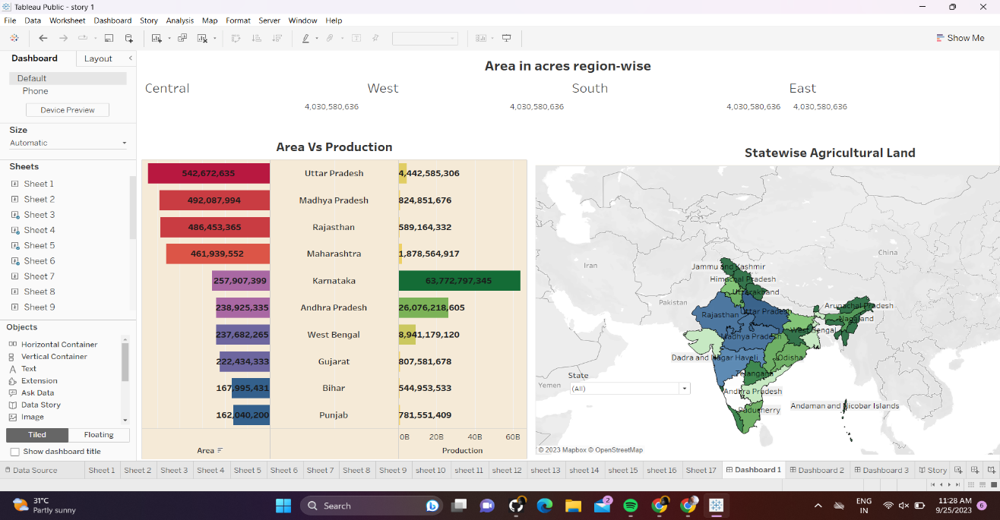 Tableau Public - story 1
File Data Worksheet Dashboard Story Analysis Map Format Server Window Help
Show Me
Dashboard Layout
Default
Phone
Device Preview
Size
Automatic
Sheets
Sheet 1
Sheet 2
Sheet 3
Sheet 4
Sheet 5
Sheet 6
Sheet 7
Sheet 8
Sheet 9
Objects
Horizontal Container
Vertical Container
Text
Extension
Ask Data
Data Story
Image
Tiled Floating
Show dashboard title
Area in acres region-wise
Central West South East
4,030,580,636 4,030,580,636 4,030,580,636 4,030,580,636
Area Vs Production
542,672,635 Uttar Pradesh 4,442,585,306
492,087,994 Madhya Pradesh 824,851,676
486,453,365 Rajasthan 589,164,332
461,939,552 Maharashtra 1,878,564,917
257,907,399 Karnataka 63,772,797,345
238,925,335 Andhra Pradesh 26,076,218,605
237,682,265 West Bengal 8,941,179,120
222,434,333 Gujarat 807,581,678
167,995,431 Bihar 544,953,533
162,040,200 Punjab 781,551,409
0B 20B 40B 60B
Area Production
Statewise Agricultural Land
China
Iran
Jammu and Kashmir
Himachal Pradesh
Uttarakhand
Pakistan
Arunachal Pradesh
Rajasthan
Uttar Pradesh
Nagaland
West Bengal
Madhya Pradesh
Dadra and Nagar Haveli
Odisha
Telangana
State
(All)
Yemen
Andhra Pradesh
Andaman and Nicobar Islands
Puducherry
© 2023 Mapbox © OpenStreetMap
Data Source Sheet 1 Sheet 2 Sheet 3 Sheet 4 Sheet 5 Sheet 6 Sheet 7 Sheet 8 Sheet 9 sheet 10 sheet 11 sheet 12 sheet 13 sheet 14 sheet 15 sheet 16 Sheet 17 Dashboard 1 Dashboard 2 Dashboard 3 Story
31°C
Partly sunny
Search
2
ENG
IN
11:28 AM
9/25/2023
6